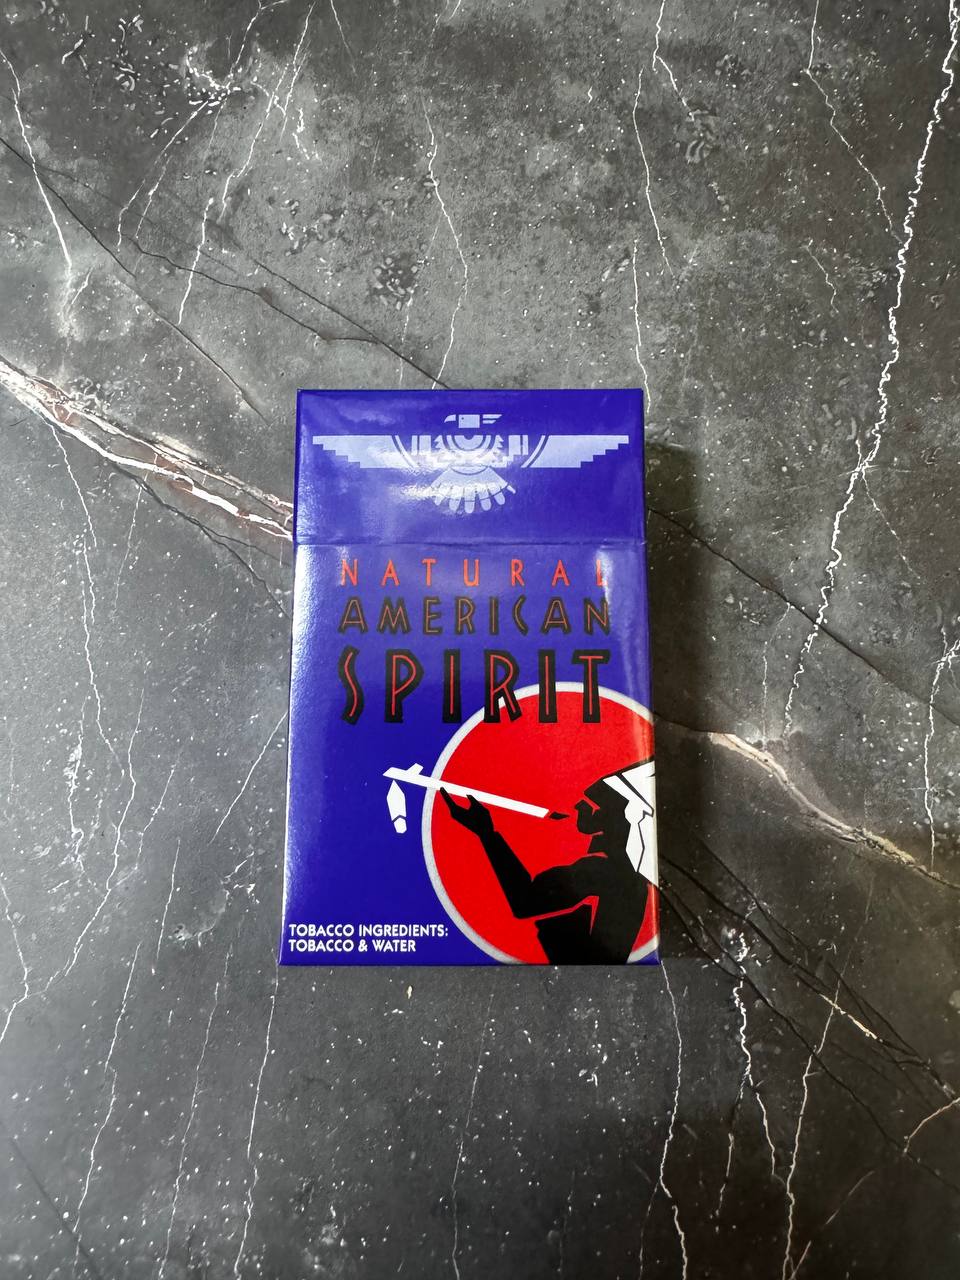 NATURAL
AMERICAN
SPIRIT
TOBACCO INGREDIENTS:
TOBACCO & WATER